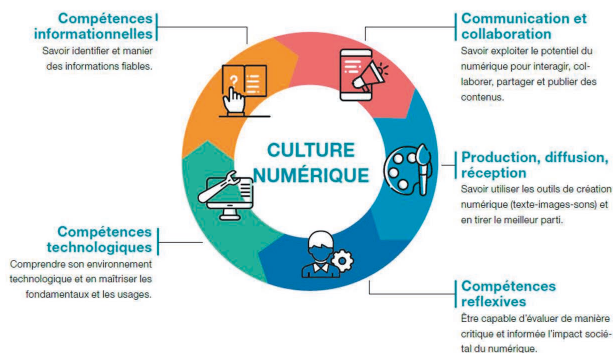 Compétences
informationnelles
Savoir identifier et manier
des informations fiables.
Communication et
collaboration
Savoir exploiter le potentiel du
numérique pour interagir, col-
laborer, partager et publier des
contenus.
?
CULTURE
NUMÉRIQUE
Production, diffusion,
réception
Savoir utiliser les outils de création
numérique (texte-images-sons) et
en tirer le meilleur parti.
Compétences
technologiques
Comprendre son environnement
technologique et en maîtriser les
fondamentaux et les usages.
Compétences
reflexives
Être capable d'évaluer de manière
critique et informée l'impact socié-
tal du numérique.